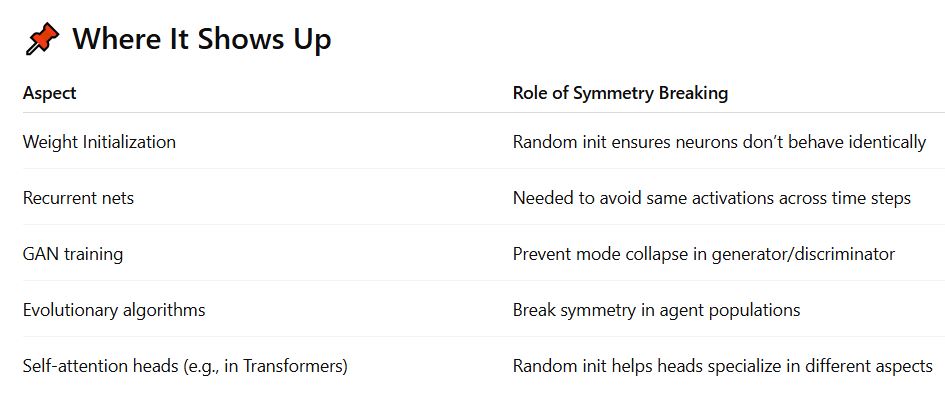 Where It Shows Up
Aspect Role of Symmetry Breaking
Weight Initialization Random init ensures neurons don’t behave identically
Recurrent nets Needed to avoid same activations across time steps
GAN training Prevent mode collapse in generator/discriminator
Evolutionary algorithms Break symmetry in agent populations
Self-attention heads (e.g., in Transformers) Random init helps heads specialize in different aspects